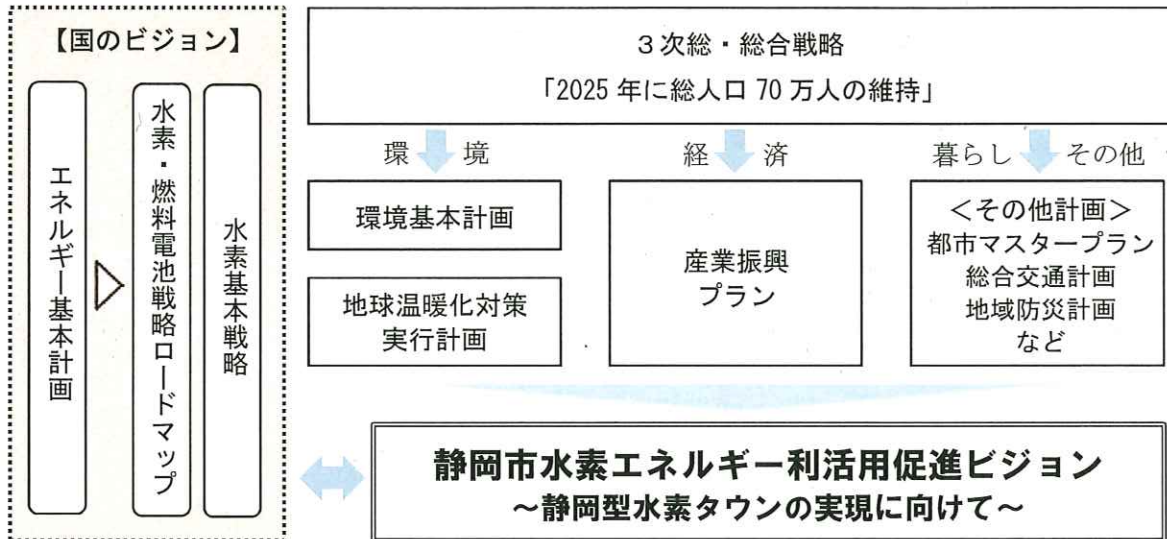 【国のビジョン】
エネルギー基本計画
水素・燃料電池戦略ロードマップ
水素基本戦略
3次総・総合戦略
「2025年に総人口70万人の維持」
環境
経済
暮らし その他
環境基本計画
地球温暖化対策
実行計画
産業振興
プラン
＜その他計画＞
都市マスタープラン
総合交通計画
地域防災計画
など
静岡市水素エネルギー利活用促進ビジョン
～静岡型水素タウンの実現に向けて～